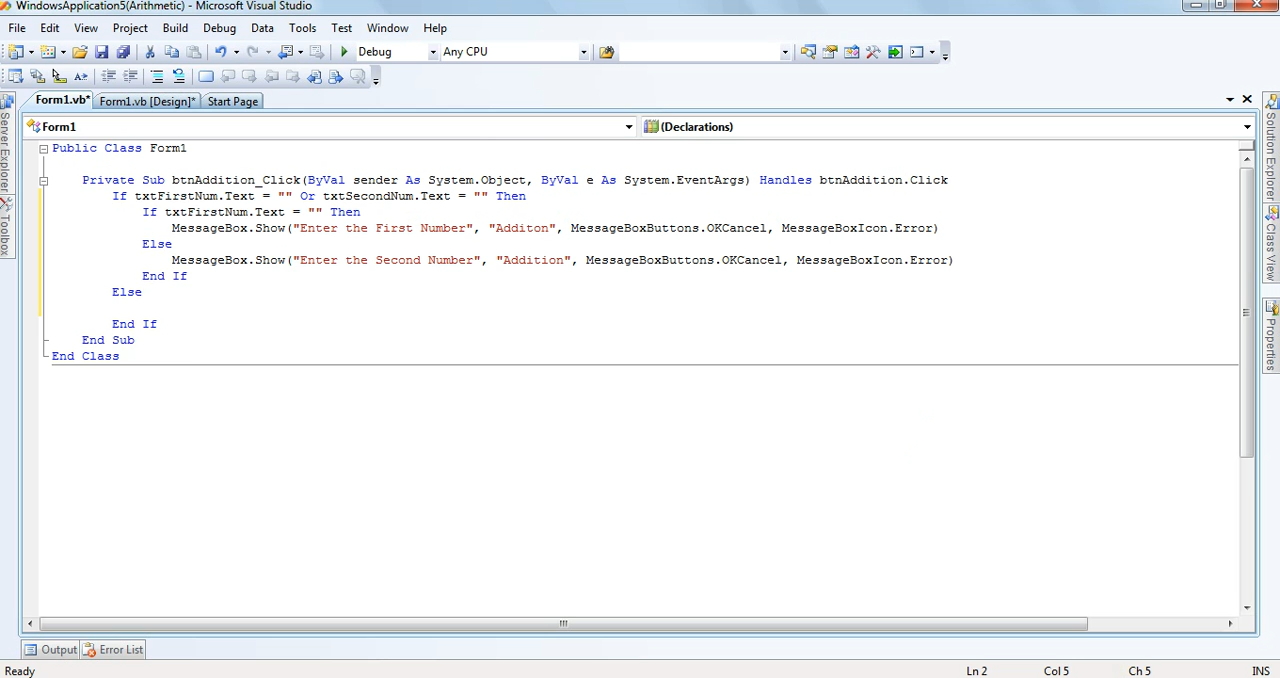 WindowsApplication5(Arithmetic) - Microsoft Visual Studio
File Edit View Project Build Debug Data Tools Test Window Help
Debug Any CPU
Form1.vb* Form1.vb [Design]* Start Page
Form1 (Declarations)
Public Class Form1
Private Sub btnAddition_Click(ByVal sender As System.Object, ByVal e As System.EventArgs) Handles btnAddition.Click
If txtFirstNum.Text = "" Or txtSecondNum.Text = "" Then
If txtFirstNum.Text = "" Then
MessageBox.Show("Enter the First Number", "Additon", MessageBoxButtons.OKCancel, MessageBoxIcon.Error)
Else
MessageBox.Show("Enter the Second Number", "Addition", MessageBoxButtons.OKCancel, MessageBoxIcon.Error)
End If
Else
End If
End Sub
End Class
Server Explorer
Toolbox
Solution Explorer
Class View
Properties
Output Error List
Ready Ln 2 Col 5 Ch 5 INS